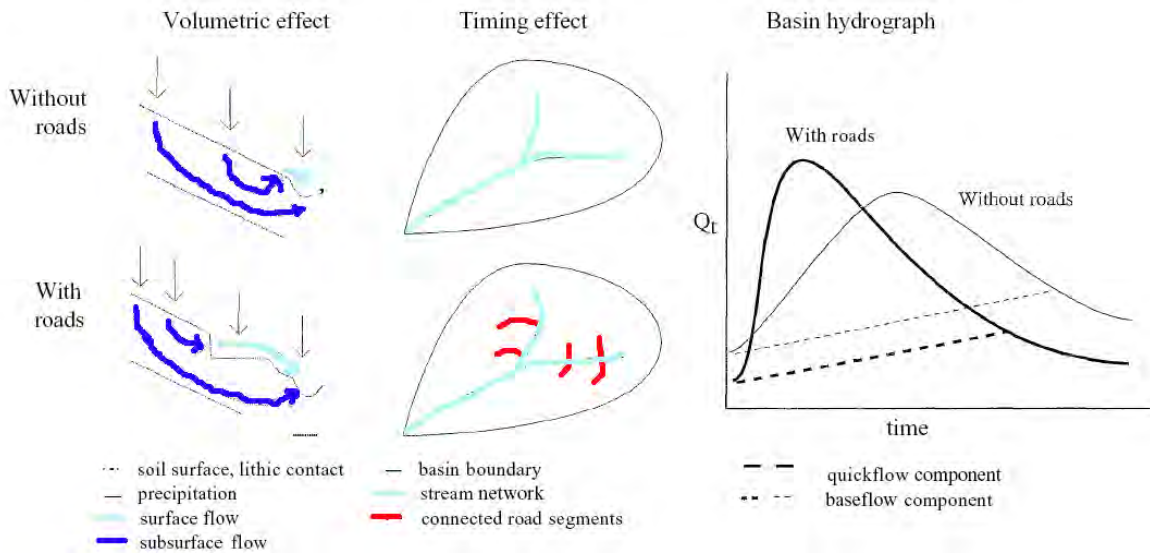 Volumetric effect
Timing effect
Basin hydrograph
Without
roads
With roads
Without roads
Qt
With
roads
time
soil surface, lithic contact
precipitation
surface flow
subsurface flow
basin boundary
stream network
connected road segments
quickflow component
baseflow component